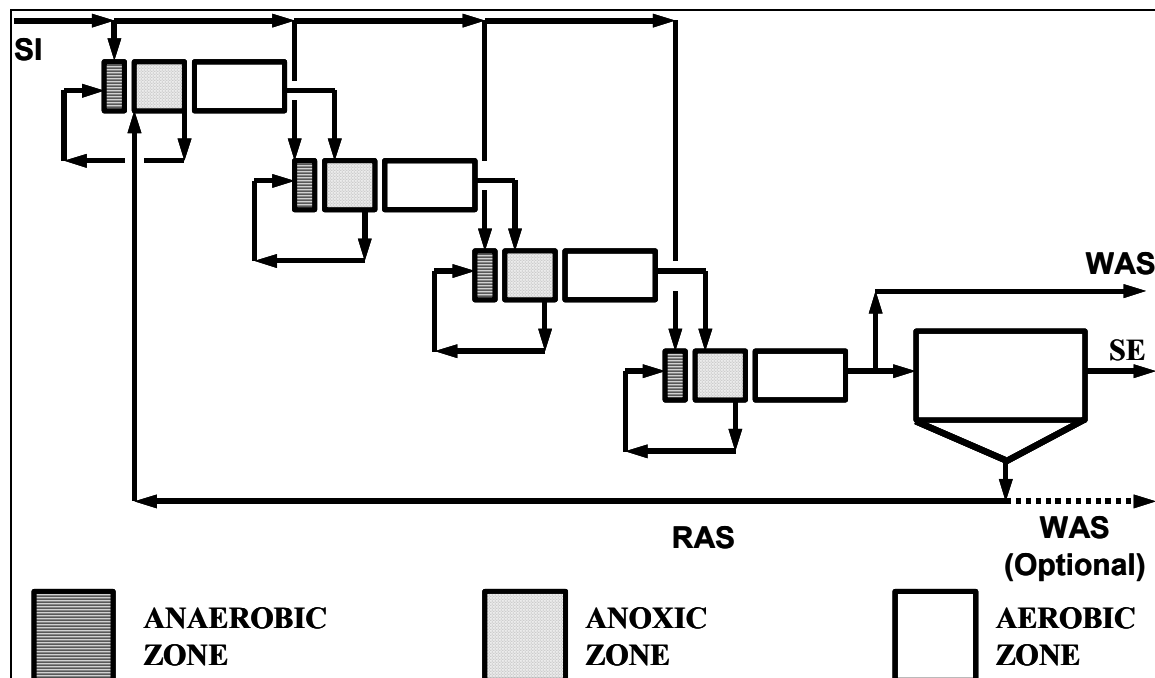 SI
WAS
SE
RAS
WAS
(Optional)
ANAEROBIC
ZONE
ANOXIC
ZONE
AEROBIC
ZONE